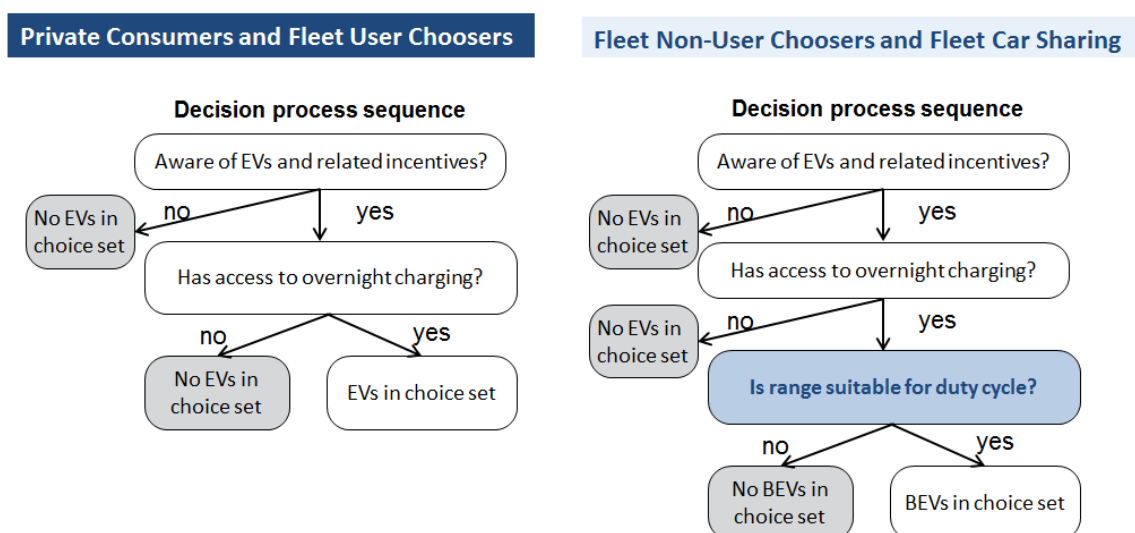 Private Consumers and Fleet User Choosers
Decision process sequence
Aware of EVs and related incentives?
no
yes
No EVs in
choice set
Has access to overnight charging?
no
yes
No EVs in
choice set
EVs in choice set
Fleet Non-User Choosers and Fleet Car Sharing
Decision process sequence
Aware of EVs and related incentives?
no
yes
No EVs in
choice set
Has access to overnight charging?
no
yes
No EVs in
choice set
Is range suitable for duty cycle?
no
yes
No BEVs in
choice set
BEVs in choice set